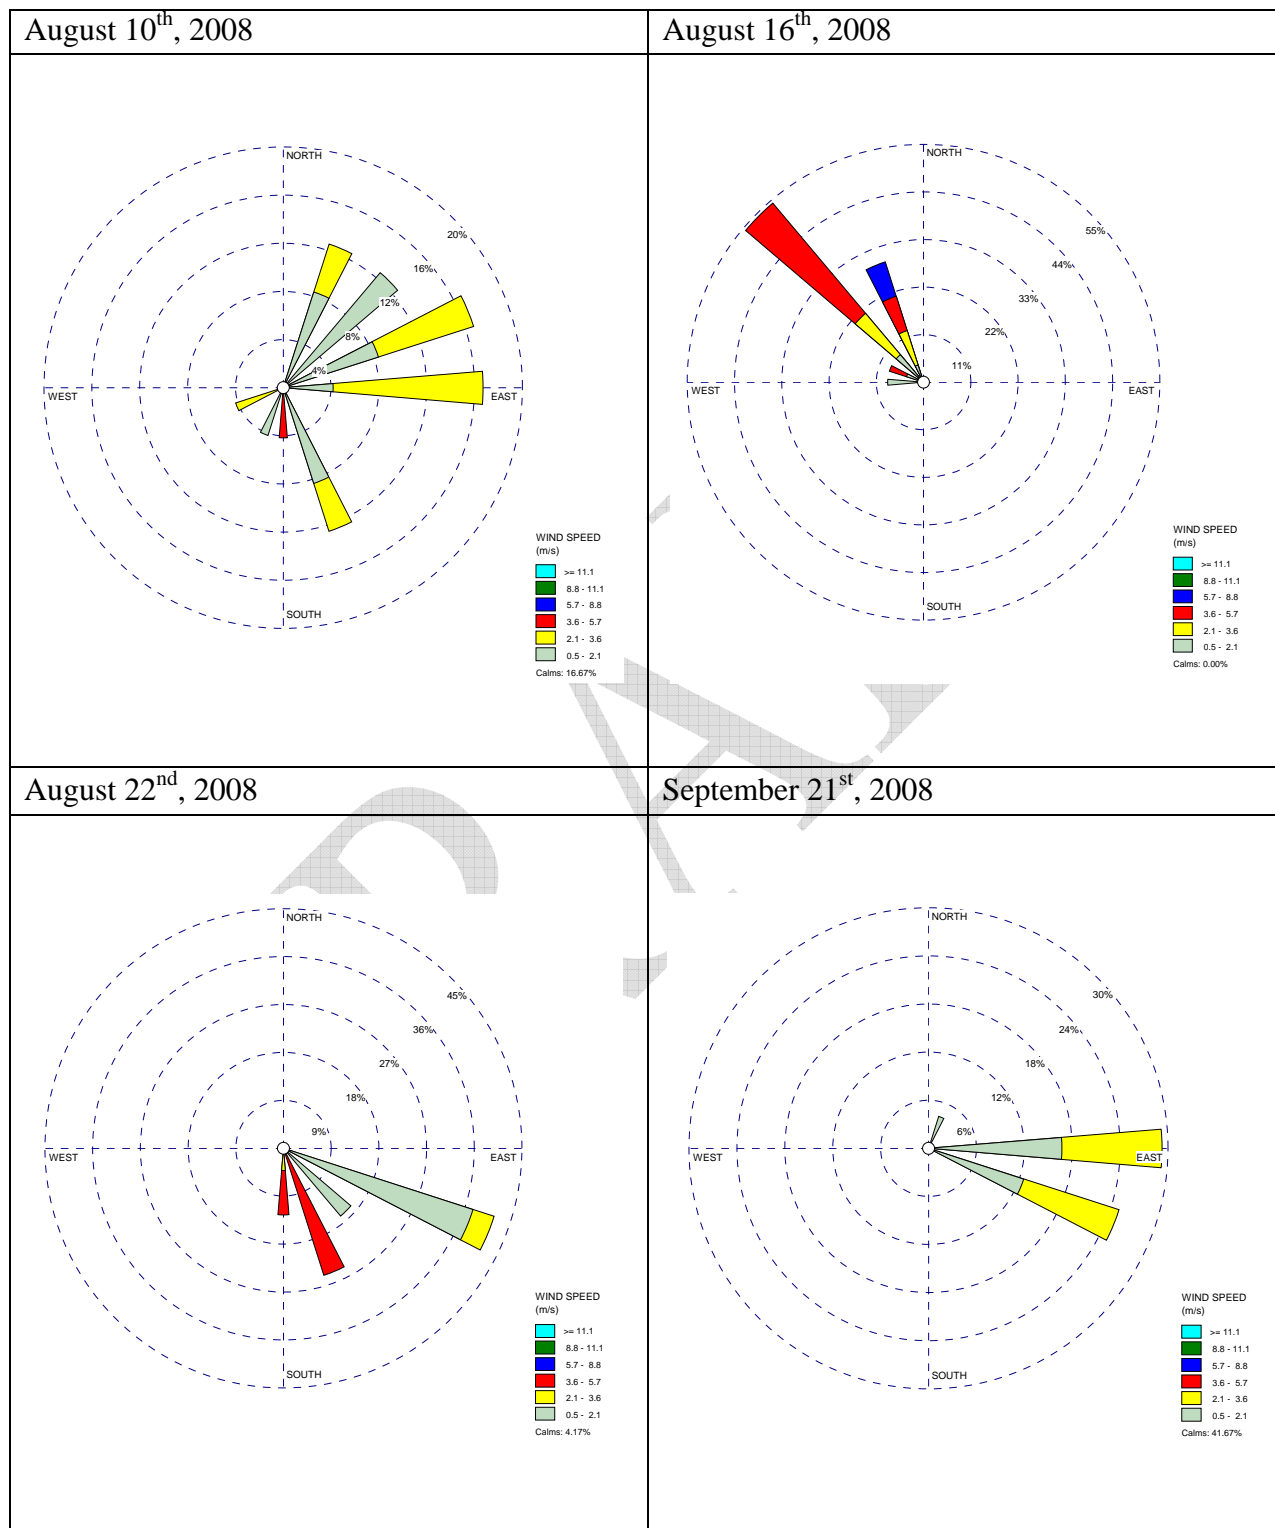 August 10th, 2008
August 16th, 2008
NORTH
20%
16%
12%
8%
4%
WEST
EAST
SOUTH
WIND SPEED
(m/s)
>= 11.1
8.8 - 11.1
5.7 - 8.8
3.6 - 5.7
2.1 - 3.6
0.5 - 2.1
Calms: 16.67%
NORTH
55%
44%
33%
22%
11%
WEST
EAST
SOUTH
WIND SPEED
(m/s)
>= 11.1
8.8 - 11.1
5.7 - 8.8
3.6 - 5.7
2.1 - 3.6
0.5 - 2.1
Calms: 0.00%
August 22nd, 2008
September 21st, 2008
NORTH
45%
36%
27%
18%
9%
WEST
EAST
SOUTH
WIND SPEED
(m/s)
>= 11.1
8.8 - 11.1
5.7 - 8.8
3.6 - 5.7
2.1 - 3.6
0.5 - 2.1
Calms: 4.17%
NORTH
30%
24%
18%
12%
6%
WEST
EAST
SOUTH
WIND SPEED
(m/s)
>= 11.1
8.8 - 11.1
5.7 - 8.8
3.6 - 5.7
2.1 - 3.6
0.5 - 2.1
Calms: 41.67%